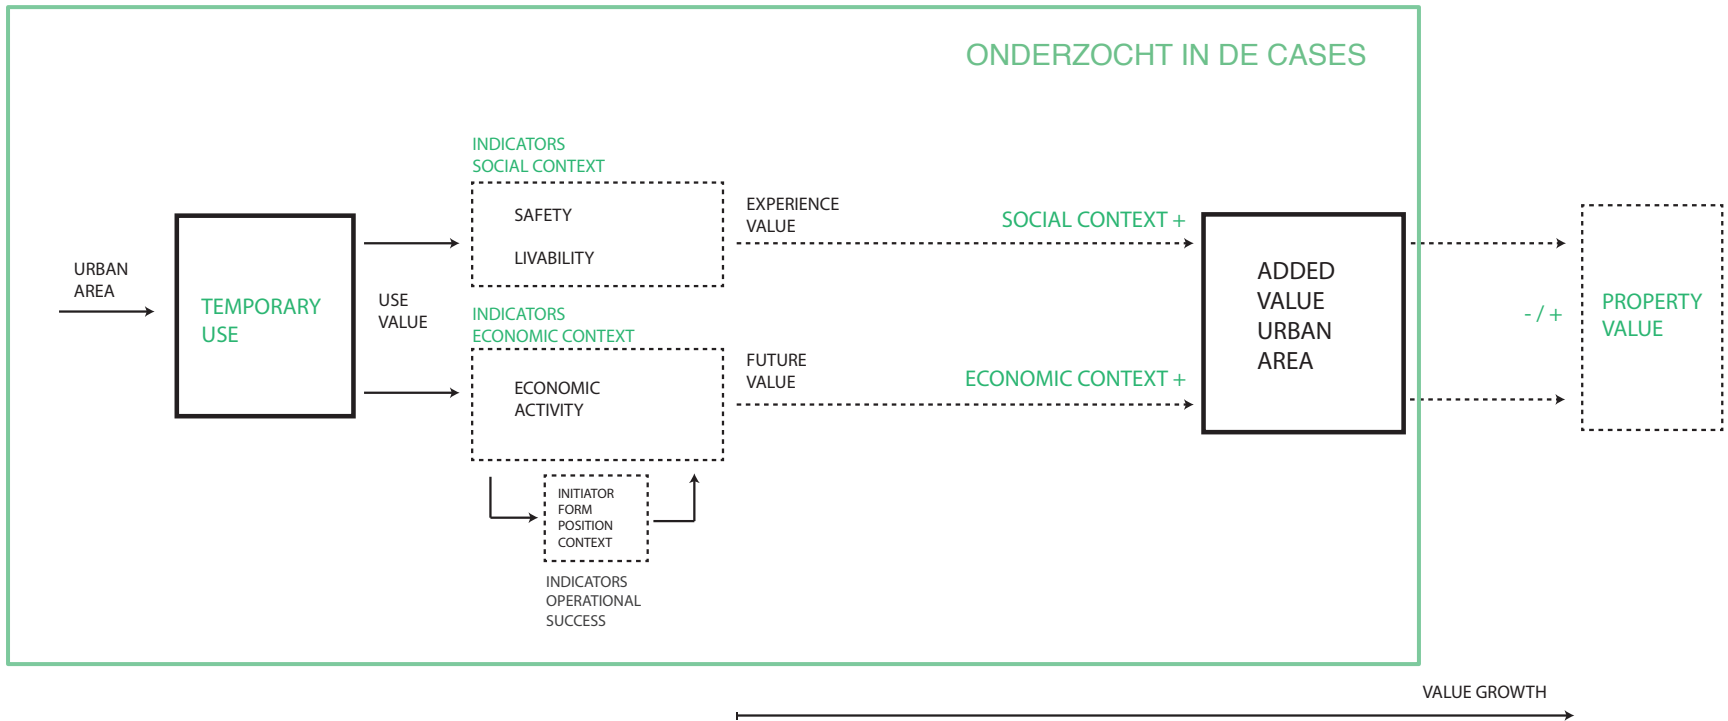 ONDERZOCHT IN DE CASES
URBAN
AREA
TEMPORARY
USE
USE
VALUE
INDICATORS
SOCIAL CONTEXT
SAFETY
LIVABILITY
INDICATORS
ECONOMIC CONTEXT
ECONOMIC
ACTIVITY
INITIATOR
FORM
POSITION
CONTEXT
INDICATORS
OPERATIONAL
SUCCESS
EXPERIENCE
VALUE
SOCIAL CONTEXT +
FUTURE
VALUE
ECONOMIC CONTEXT +
ADDED
VALUE
URBAN
AREA
- / +
PROPERTY
VALUE
VALUE GROWTH